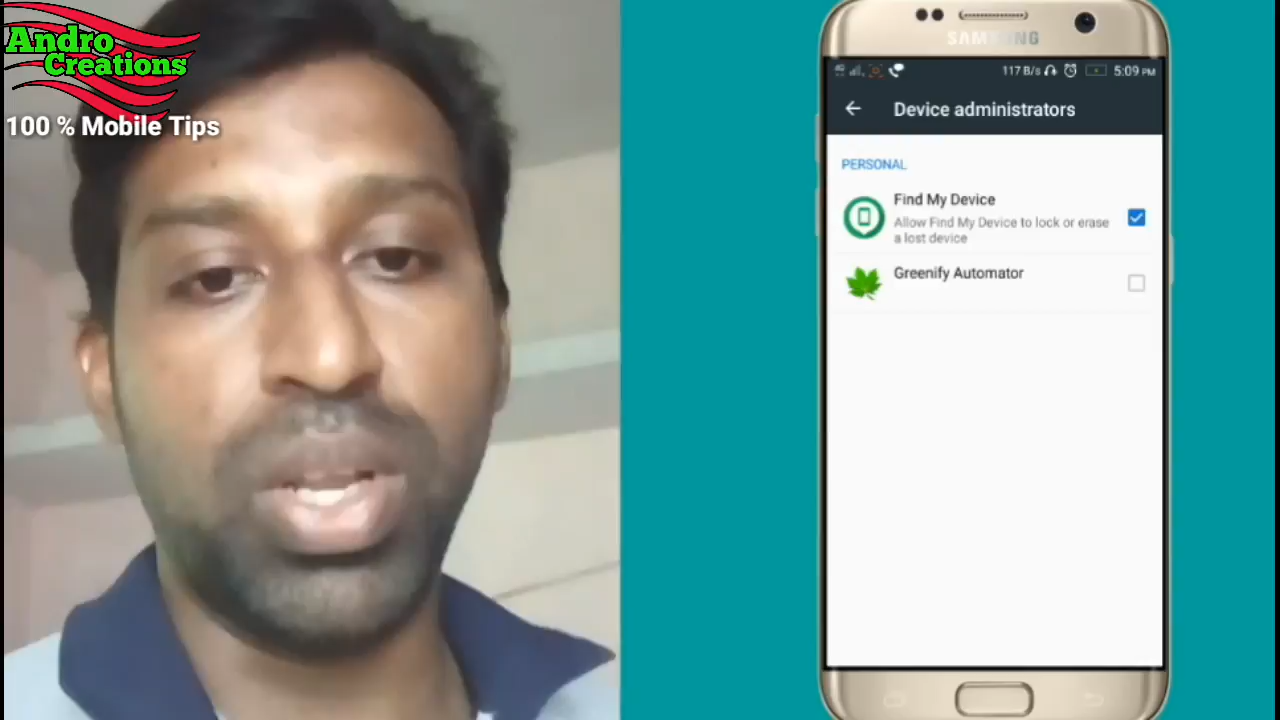 Andro
Creations
100 % Mobile Tips
SAMSUNG
117 B/s
5:09 PM
Device administrators
PERSONAL
Find My Device
Allow Find My Device to lock or erase
a lost device
Greenify Automator